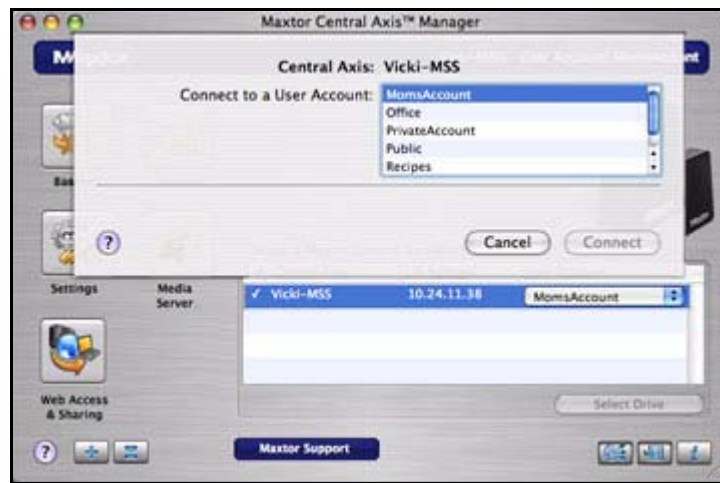 Maxtor Central Axis™ Manager
Central Axis: Vicki-MSS
Connect to a User Account:
MomsAccount
Office
PrivateAccount
Public
Recipes
Cancel
Connect
Settings
Media
Server
✓ Vicki-MSS 10.24.11.38 MomsAccount
Web Access
& Sharing
Select Drive
Maxtor Support